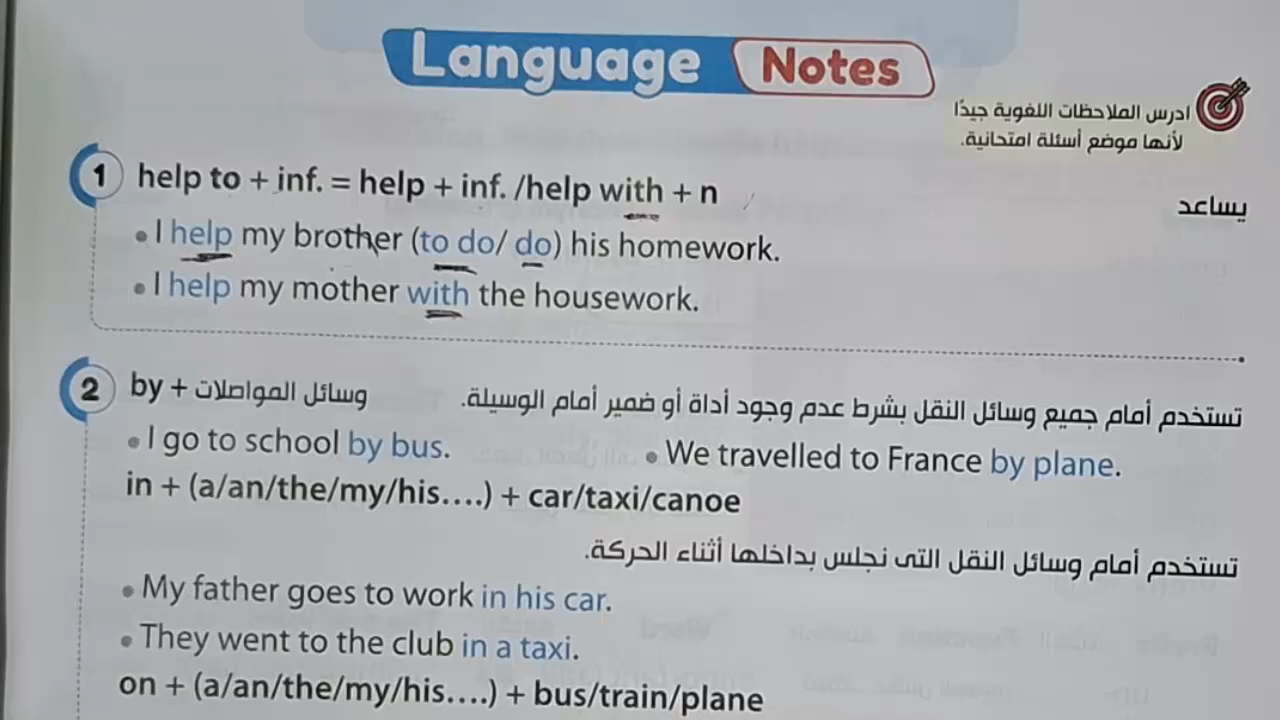 Language Notes
ادرس الملاحظات اللغوية جيدًا
لأنها موضع أسئلة امتحانية.
1 help to + inf. = help + inf. /help with + n يساعد
• I help my brother (to do/ do) his homework.
• I help my mother with the housework.
2 by + وسائل المواصلات تستخدم أمام جميع وسائل النقل بشرط عدم وجود أداة أو ضمير أمام الوسيلة.
• I go to school by bus. • We travelled to France by plane.
in + (a/an/the/my/his....) + car/taxi/canoe
تستخدم أمام وسائل النقل التى نجلس بداخلها أثناء الحركة.
• My father goes to work in his car.
• They went to the club in a taxi.
on + (a/an/the/my/his....) + bus/train/plane